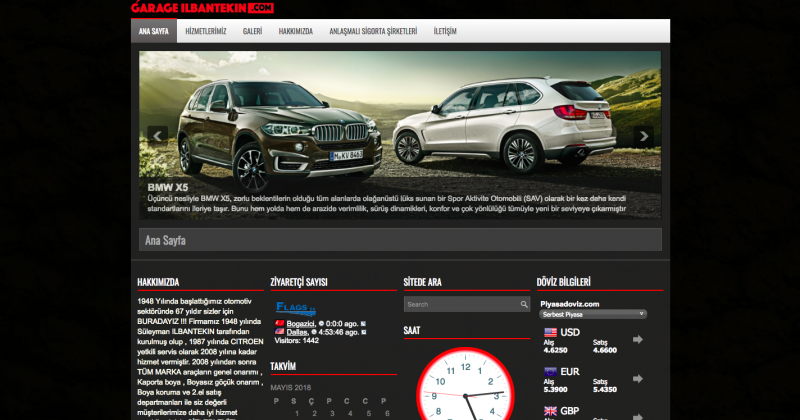 GARAGE ILBANTEKIN .COM
ANA SAYFA HİZMETLERİMİZ GALERİ HAKKIMIZDA ANLAŞMALI SİGORTA ŞİRKETLERİ İLETİŞİM
M KV 8463
BMW X5
Üçüncü nesliyle BMW X5, zorlu beklentilerin olduğu tüm alanlarda olağanüstü lüks sunan bir Spor Aktivite Otomobili (SAV) olarak bir kez daha kendi
standartlarını ileriye taşır. Bunu hem yolda hem de arazide verimlilik, sürüş dinamikleri, konfor ve çok yönlülüğü tümüyle yeni bir seviyeye çıkarmıştır
Ana Sayfa
HAKKIMIZDA
1948 Yılında başlattığımız otomotiv
sektöründe 67 yıldır sizler için
BURADAYIZ !!! Firmamız 1948 yılında
Süleyman ILBANTEKIN tarafından
kurulmuş olup , 1987 yılında CITROEN
yetkili servis olarak 2008 yılına kadar
hizmet vermiştir. 2008 yılından sonra
TÜM MARKA araçların genel onarımı ,
Kaporta boya , Boyasız göçük onarımı ,
Boya koruma ve 2.el satış
departmanları ile siz değerli
müşterilerimize daha iyi hizmet
ZİYARETÇİ SAYISI
FLAGS
Bogazici, 0:0:0 ago.
Dallas, 4:53:46 ago.
Visitors: 1442
TAKVİM
MAYIS 2018
P S Ç P C C P
1 2 3 4 5 6
SİTEDE ARA
Search
SAAT
12
11 1
10 2
9 3
8 4
DÖVİZ BİLGİLERİ
Piyasadoviz.com
Serbest Piyasa
USD
Alış Satış
4.6250 4.6600
EUR
Alış Satış
5.3900 5.4350
GBP